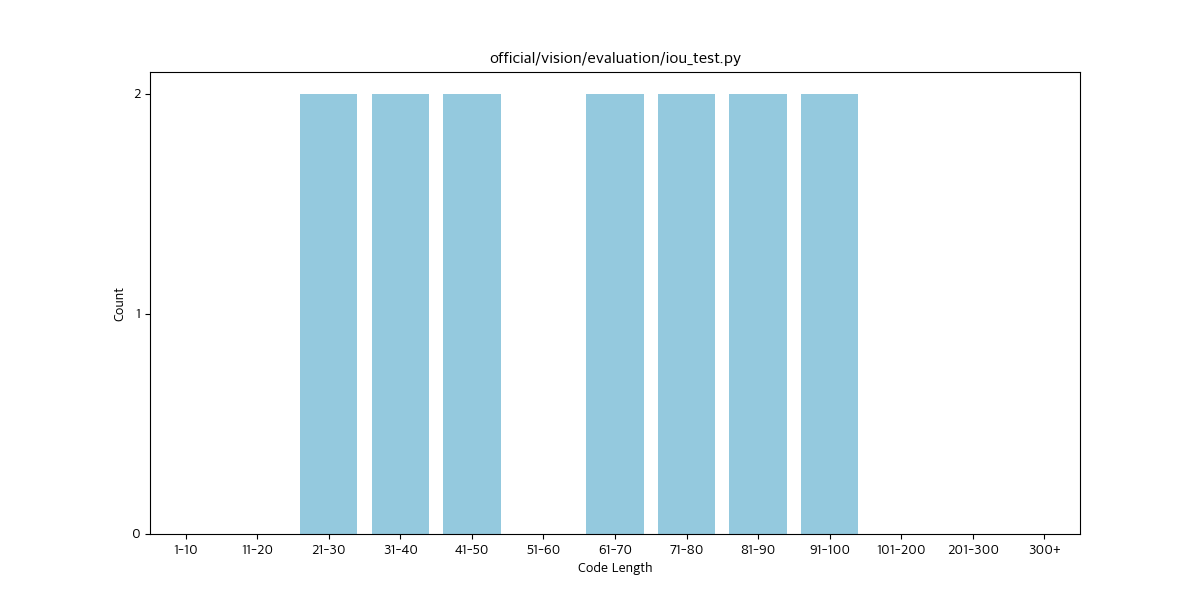 official/vision/evaluation/iou_test.py
Count
2
1
0
1-10 11-20 21-30 31-40 41-50 51-60 61-70 71-80 81-90 91-100 101-200 201-300 300+
Code Length